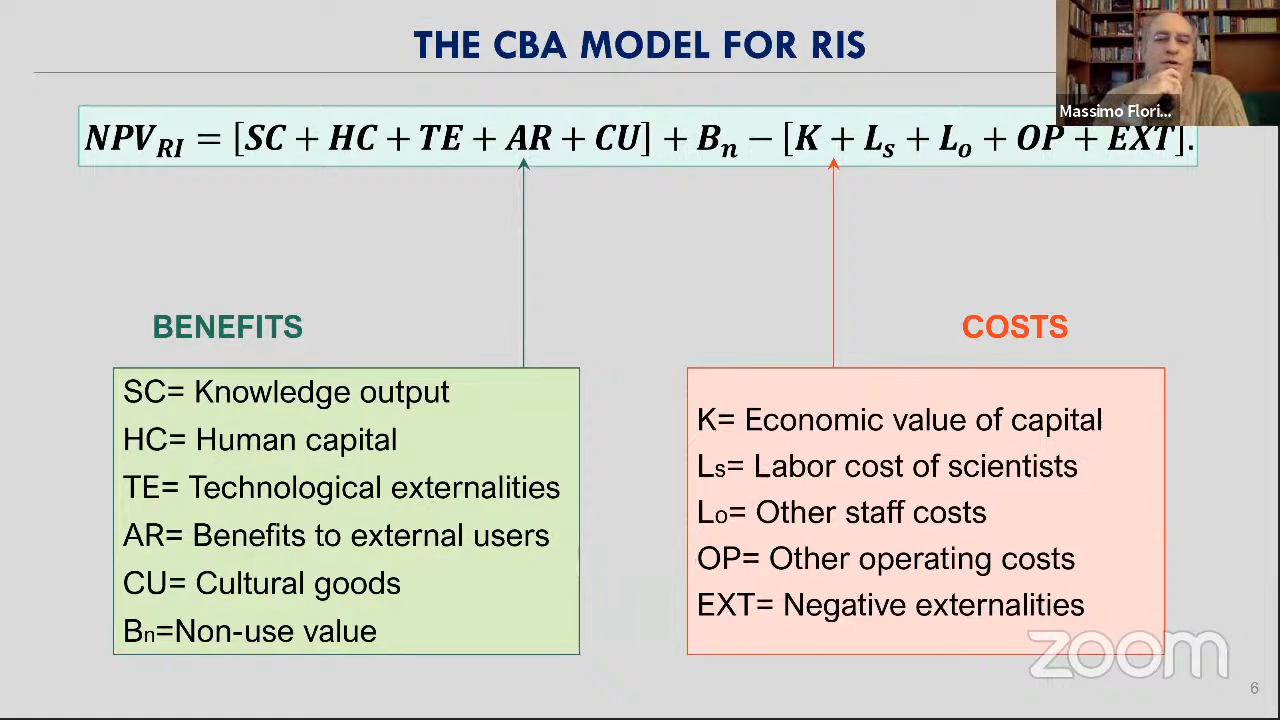 THE CBA MODEL FOR RIS
Massimo Flori...
NPV_RI = [SC + HC + TE + AR + CU] + B_n − [K + L_s + L_o + OP + EXT].
BENEFITS
SC= Knowledge output
HC= Human capital
TE= Technological externalities
AR= Benefits to external users
CU= Cultural goods
Bn=Non-use value
COSTS
K= Economic value of capital
Ls= Labor cost of scientists
Lo= Other staff costs
OP= Other operating costs
EXT= Negative externalities
zoom
6